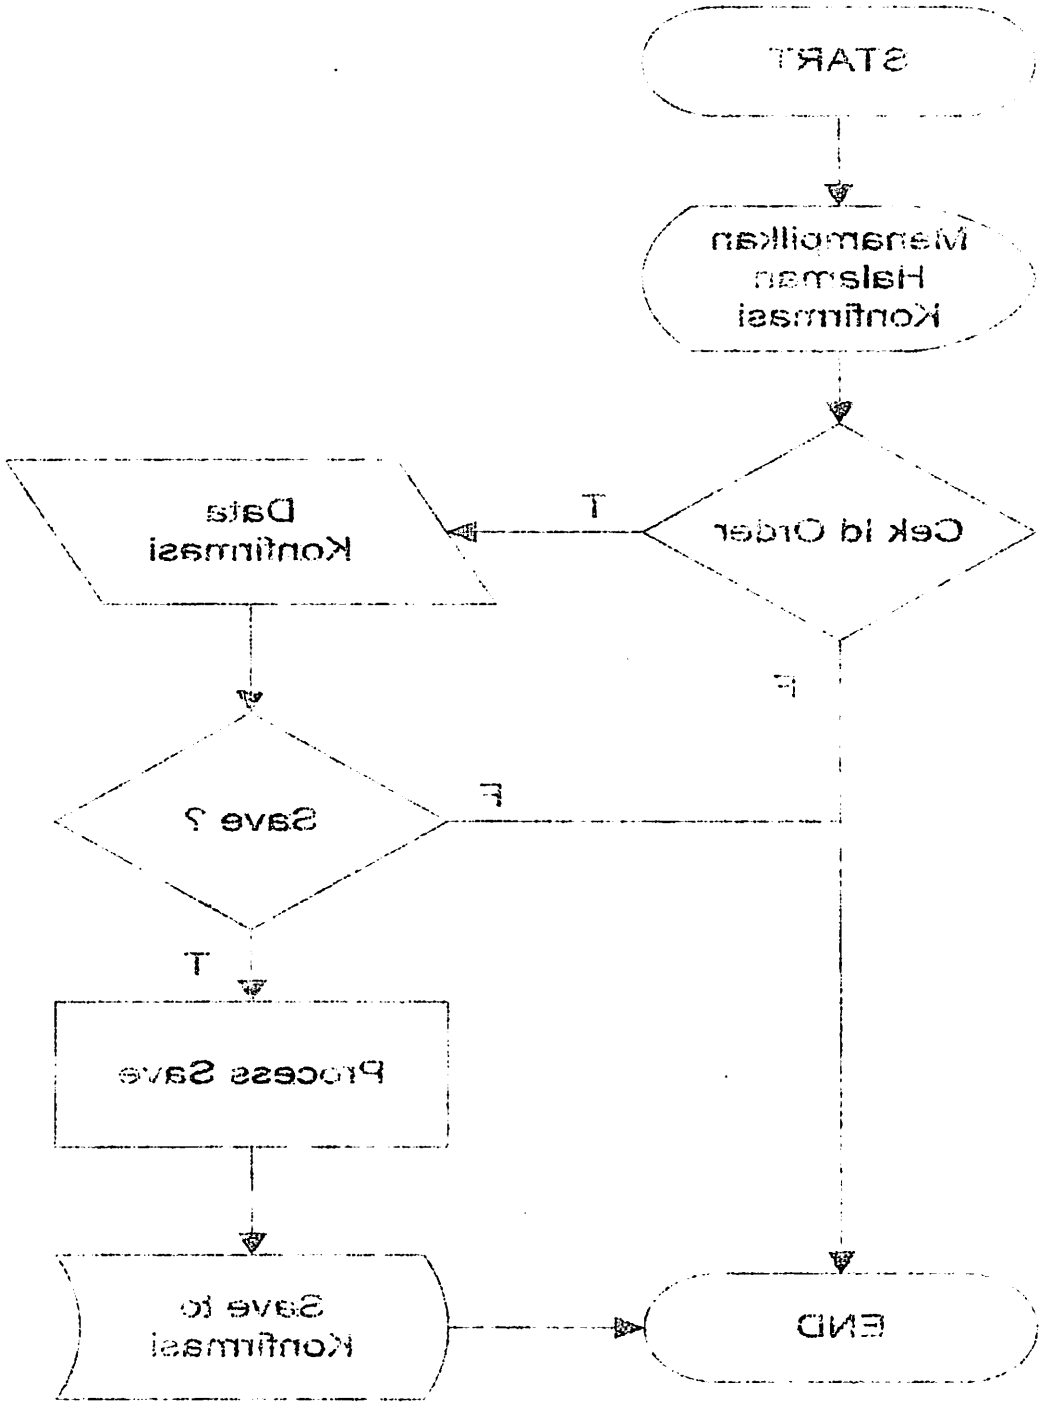 START
Menampilkan
Halaman
Konfirmasi
Cek Id Order
T
Data
Konfirmasi
F
F
Save ?
T
Process Save
Save to
Konfirmasi
END